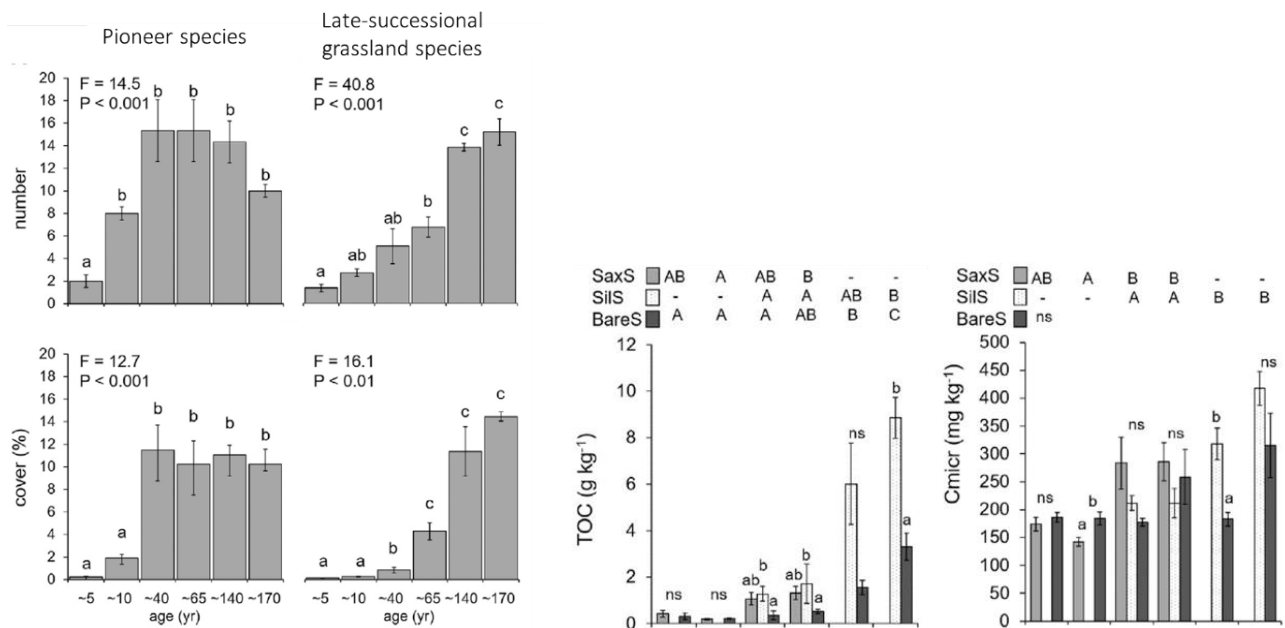 Pioneer species
Late-successional
grassland species
20
18
16
14
12
10
8
6
4
2
0
number
F = 14.5
P < 0.001
a
b
b
b
b
b
F = 40.8
P < 0.001
a
ab
ab
b
c
c
20
18
16
14
12
10
8
6
4
2
0
cover (%)
F = 12.7
P < 0.001
a
a
b
b
b
b
F = 16.1
P < 0.01
a
a
b
c
c
c
~5 ~10 ~40 ~65 ~140 ~170
age (yr)
~5 ~10 ~40 ~65 ~140 ~170
age (yr)
SaxS AB A AB B - -
SilS - - A A AB B
BareS A A A AB B C
12
10
8
6
4
2
0
TOC (g kg-1)
ns
ns
ab
b
a
ab
b
a
ns
b
a
SaxS AB A B B - -
SilS - - A A B B
BareS ns
500
450
400
350
300
250
200
150
100
50
0
Cmicr (mg kg-1)
ns
a
b
ns
ns
b
a
ns